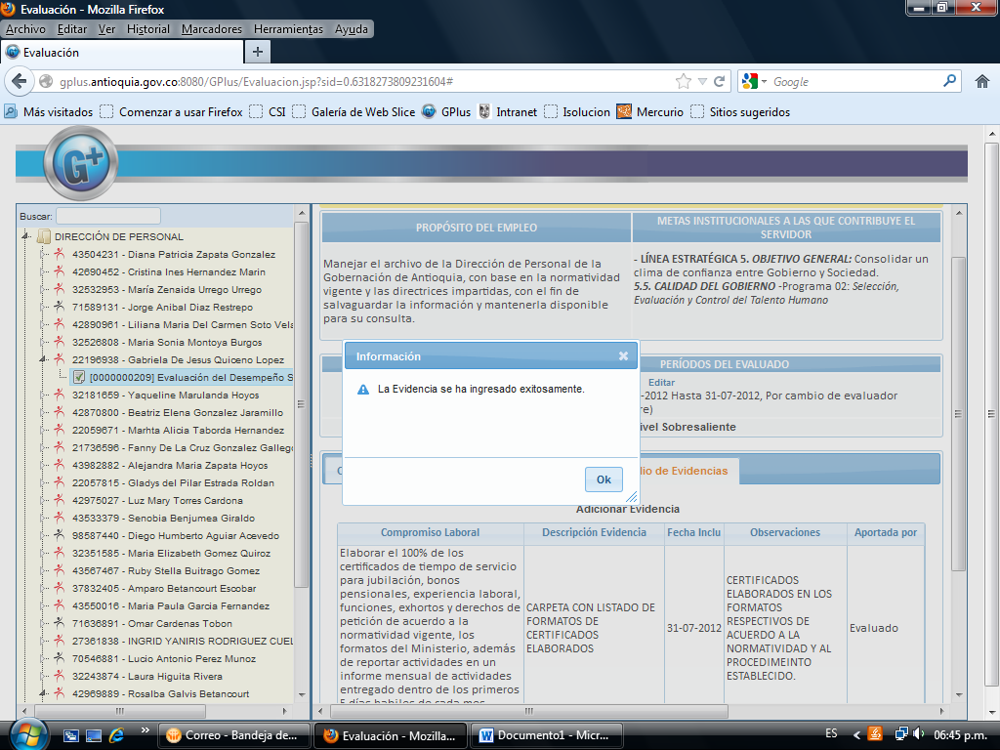 Evaluación - Mozilla Firefox
Archivo Editar Ver Historial Marcadores Herramientas Ayuda
Evaluación
gplus.antioquia.gov.co:8080/GPlus/Evaluacion.jsp?sid=0.6318273809231604#
Google
Más visitados Comenzar a usar Firefox CSI Galería de Web Slice GPlus Intranet Isolucion Mercurio Sitios sugeridos
G+
Buscar:
DIRECCIÓN DE PERSONAL
43504231 - Diana Patricia Zapata Gonzalez
42690452 - Cristina Ines Hernandez Marin
32532953 - María Zenaida Urrego Urrego
71589131 - Jorge Anibal Diaz Restrepo
42890961 - Liliana Maria Del Carmen Soto Vela
32526808 - Maria Sonia Montoya Burgos
22196938 - Gabriela De Jesus Quiceno Lopez
[0000000209] Evaluación del Desempeño S
32181659 - Yaqueline Marulanda Hoyos
42870800 - Beatriz Elena Gonzalez Jaramillo
22059671 - Marhta Alicia Taborda Hernandez
21736596 - Fanny De La Cruz Gonzalez Galleg
43982882 - Alejandra Maria Zapata Hoyos
22057815 - Gladys del Pilar Estrada Roldan
42975027 - Luz Mary Torres Cardona
43533379 - Senobia Benjumea Giraldo
98587440 - Diego Humberto Aguiar Acevedo
32351585 - Maria Elizabeth Gomez Quiroz
43567467 - Ruby Stella Buitrago Gomez
37832405 - Amparo Betancourt Escobar
43550016 - Maria Paula Garcia Fernandez
71636891 - Omar Cardenas Tobon
27361838 - INGRID YANIRIS RODRIGUEZ CUEL
70546881 - Lucio Antonio Perez Munoz
32243874 - Laura Higuita Rivera
42969889 - Rosalba Galvis Betancourt
PROPÓSITO DEL EMPLEO
Manejar el archivo de la Dirección de Personal de la
Gobernación de Antioquia, con base en la normatividad
vigente y las directrices impartidas, con el fin de
salvaguardar la información y mantenerla disponible
para su consulta.
METAS INSTITUCIONALES A LAS QUE CONTRIBUYE EL
SERVIDOR
- LÍNEA ESTRATÉGICA 5. OBJETIVO GENERAL: Consolidar un
clima de confianza entre Gobierno y Sociedad.
5.5. CALIDAD DEL GOBIERNO -Programa 02: Selección,
Evaluación y Control del Talento Humano
PERÍODOS DEL EVALUADO
Editar
-2012 Hasta 31-07-2012, Por cambio de evaluador
re)
ivel Sobresaliente
Información
La Evidencia se ha ingresado exitosamente.
Ok
lio de Evidencias
Adicionar Evidencia
Compromiso Laboral Descripción Evidencia Fecha Inclu Observaciones Aportada por
Elaborar el 100% de los
certificados de tiempo de servicio
para jubilación, bonos
pensionales, experiencia laboral,
funciones, exhortos y derechos de
petición de acuerdo a la
normatividad vigente, los
formatos del Ministerio, además
de reportar actividades en un
informe mensual de actividades
entregado dentro de los primeros
5 días habiles de cada mes
CARPETA CON LISTADO DE
FORMATOS DE
CERTIFICADOS
ELABORADOS
31-07-2012
CERTIFICADOS
ELABORADOS EN LOS
FORMATOS
RESPECTIVOS DE
ACUERDO A LA
NORMATIVIDAD Y AL
PROCEDIMEINTO
ESTABLECIDO.
Evaluado
Correo - Bandeja de...
Evaluación - Mozilla...
Documento1 - Micr...
ES
06:45 p.m.